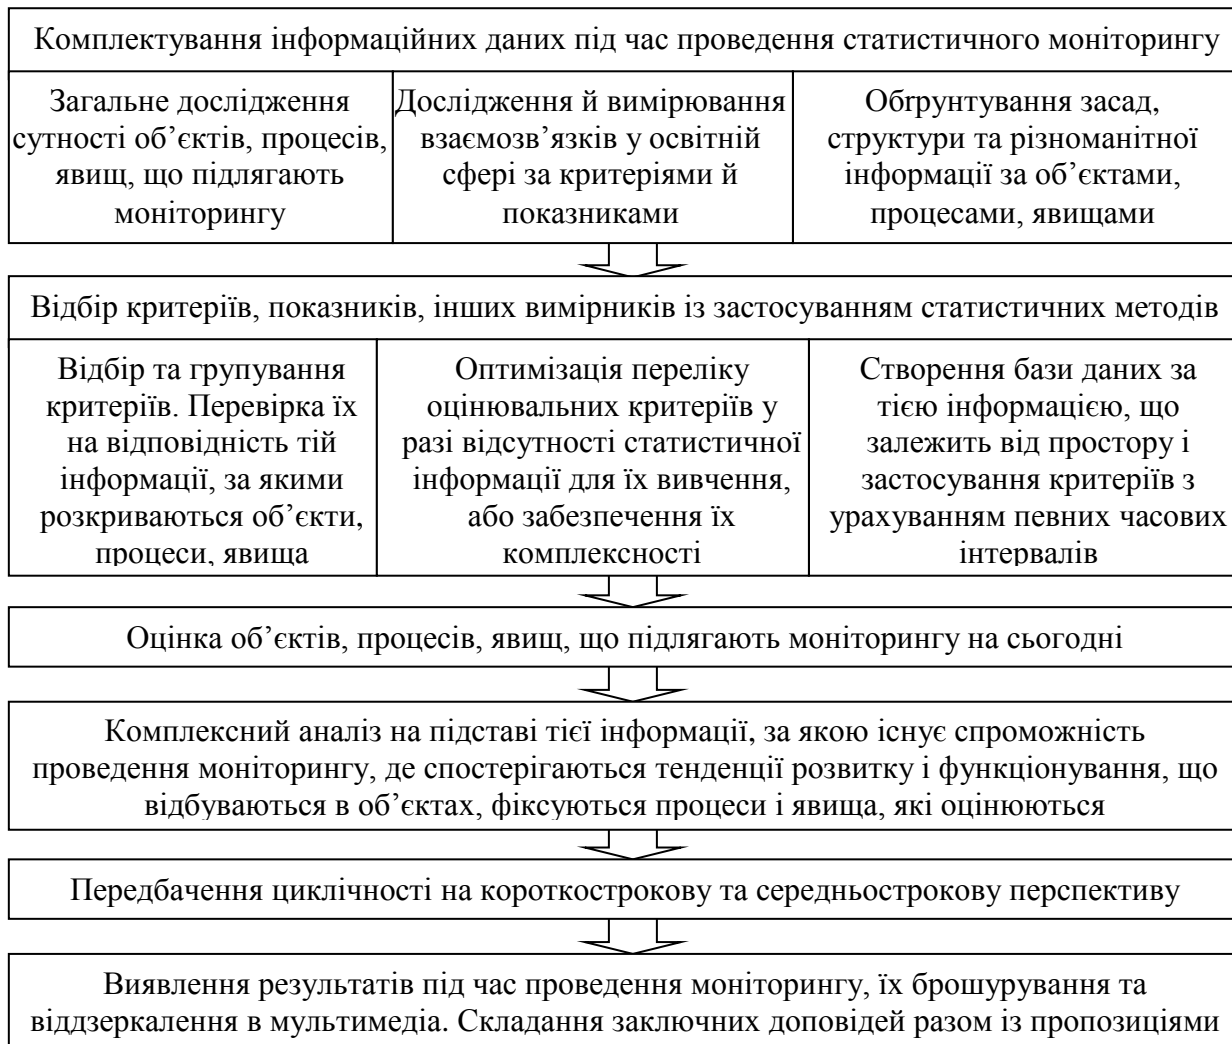 Комплектування інформаційних даних під час проведення статистичного моніторингу
Загальне дослідження
сутності об’єктів, процесів,
явищ, що підлягають
моніторингу
Дослідження й вимірювання
взаємозв’язків у освітній
сфері за критеріями й
показниками
Обґрунтування засад,
структури та різноманітної
інформації за об’єктами,
процесами, явищами
Відбір критеріїв, показників, інших вимірників із застосуванням статистичних методів
Відбір та групування
критеріїв. Перевірка їх
на відповідність тій
інформації, за якими
розкриваються об’єкти,
процеси, явища
Оптимізація переліку
оцінювальних критеріїв у
разі відсутності статистичної
інформації для їх вивчення,
або забезпечення їх
комплексності
Створення бази даних за
тією інформацією, що
залежить від простору і
застосування критеріїв з
урахуванням певних часових
інтервалів
Оцінка об’єктів, процесів, явищ, що підлягають моніторингу на сьогодні
Комплексний аналіз на підставі тієї інформації, за якою існує спроможність
проведення моніторингу, де спостерігаються тенденції розвитку і функціонування, що
відбуваються в об’єктах, фіксуються процеси і явища, які оцінюються
Передбачення циклічності на короткострокову та середньострокову перспективу
Виявлення результатів під час проведення моніторингу, їх брошурування та
віддзеркалення в мультимедіа. Складання заключних доповідей разом із пропозиціями